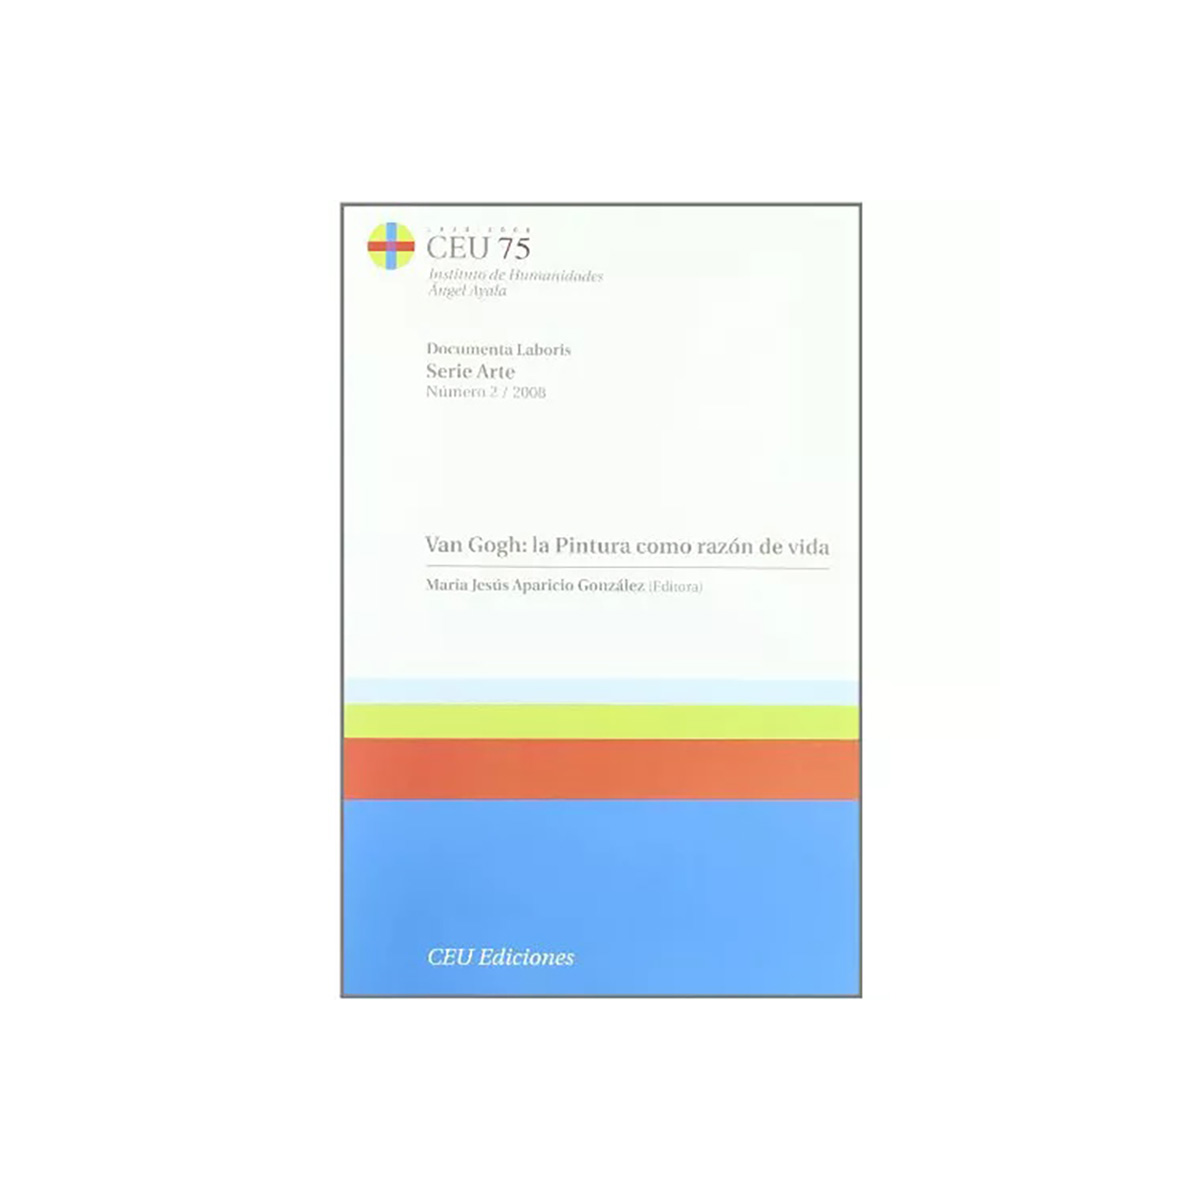 CEU 75
Instituto de Humanidades
Ángel Ayala
Documenta Laboris
Serie Arte
Número 2 / 2008
Van Gogh: la Pintura como razón de vida
María Jesús Aparicio González (Editora)
CEU Ediciones